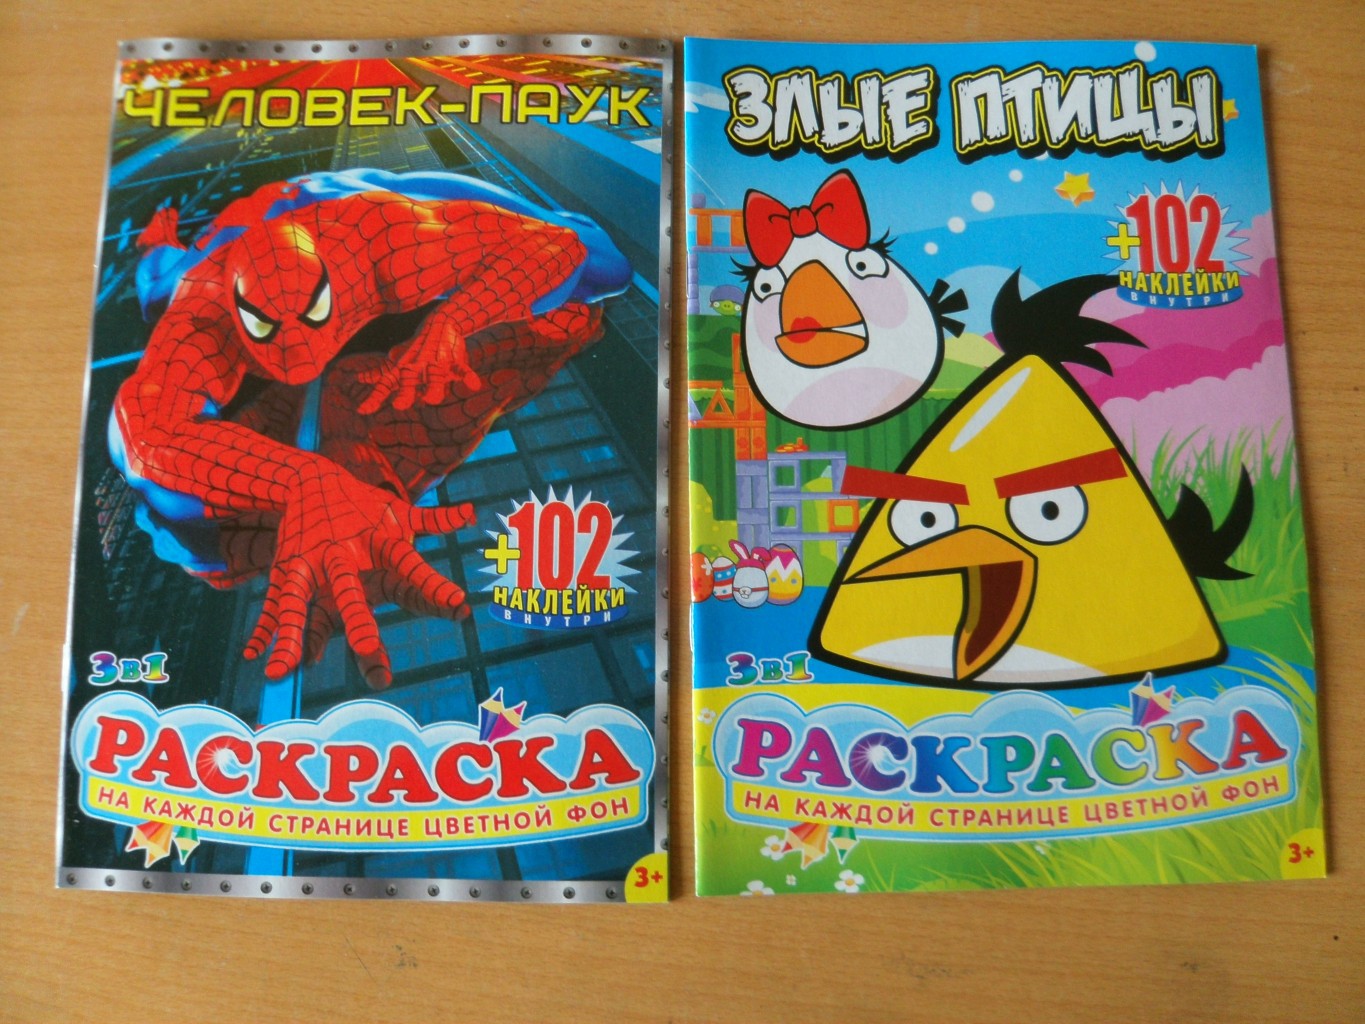 ЧЕЛОВЕК-ПАУК
+102
НАКЛЕЙКИ
ВНУТРИ
3в1
РАСКРАСКА
НА КАЖДОЙ СТРАНИЦЕ ЦВЕТНОЙ ФОН
3+
ЗЛЫЕ ПТИЦЫ
+102
НАКЛЕЙКИ
ВНУТРИ
3в1
РАСКРАСКА
НА КАЖДОЙ СТРАНИЦЕ ЦВЕТНОЙ ФОН
3+